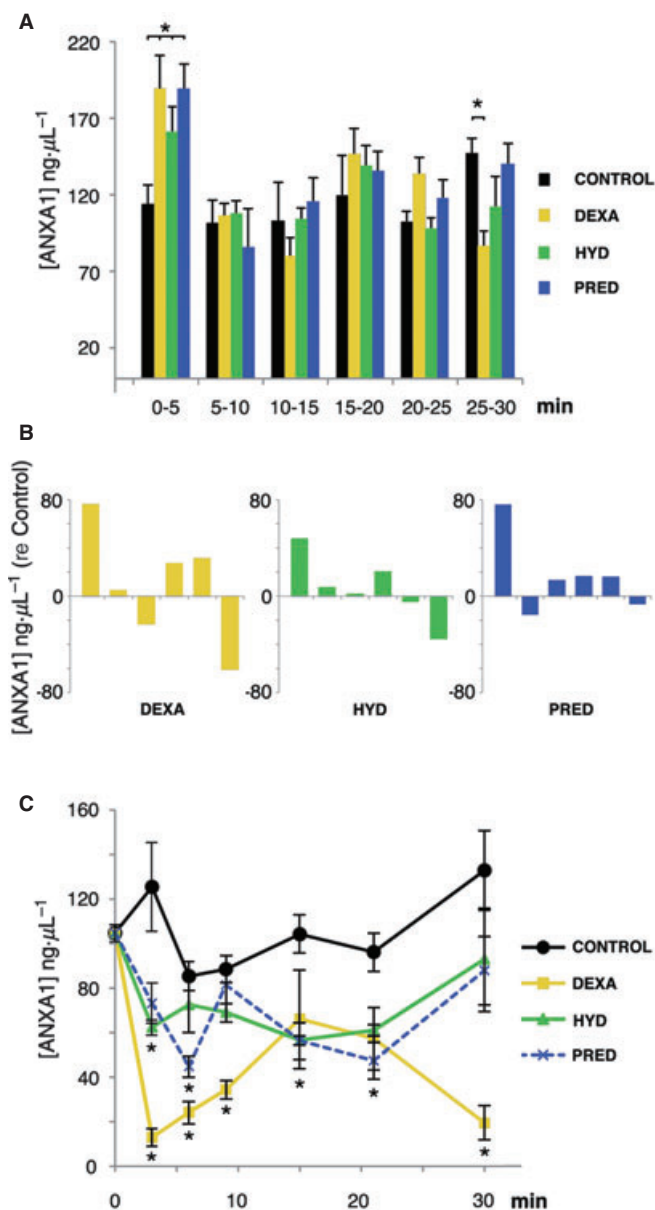 A
*
220
170
120
70
20
[ANXA1] ng·µL⁻¹
*
CONTROL
DEXA
HYD
PRED
0-5 5-10 10-15 15-20 20-25 25-30 min
B
[ANXA1] ng·µL⁻¹ (re Control)
80 80 80
0 0 0
-80 -80 -80
DEXA HYD PRED
C
160
120
80
40
0
[ANXA1] ng·µL⁻¹
* * * * * * * *
CONTROL
DEXA
HYD
PRED
0 10 20 30 min